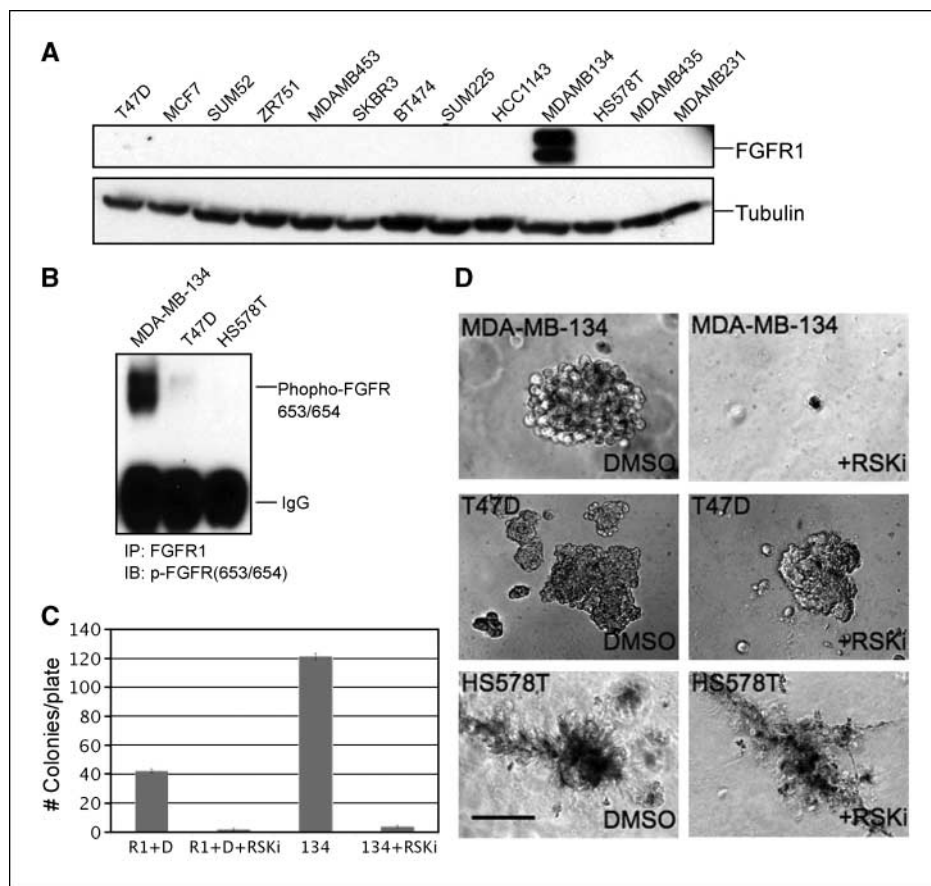 A
T47D MCF7 SUM52 ZR751 MDAMB453 SKBR3 BT474 SUM225 HCC1143 MDAMB134 HS578T MDAMB435 MDAMB231
FGFR1
Tubulin
B
MDA-MB-134 T47D HS578T
Phopho-FGFR
653/654
IgG
IP: FGFR1
IB: p-FGFR(653/654)
C
# Colonies/plate
140
120
100
80
60
40
20
0
R1+D R1+D+RSKi 134 134+RSKi
D
MDA-MB-134
DMSO
MDA-MB-134
+RSKi
T47D
DMSO
T47D
+RSKi
HS578T
DMSO
HS578T
+RSKi